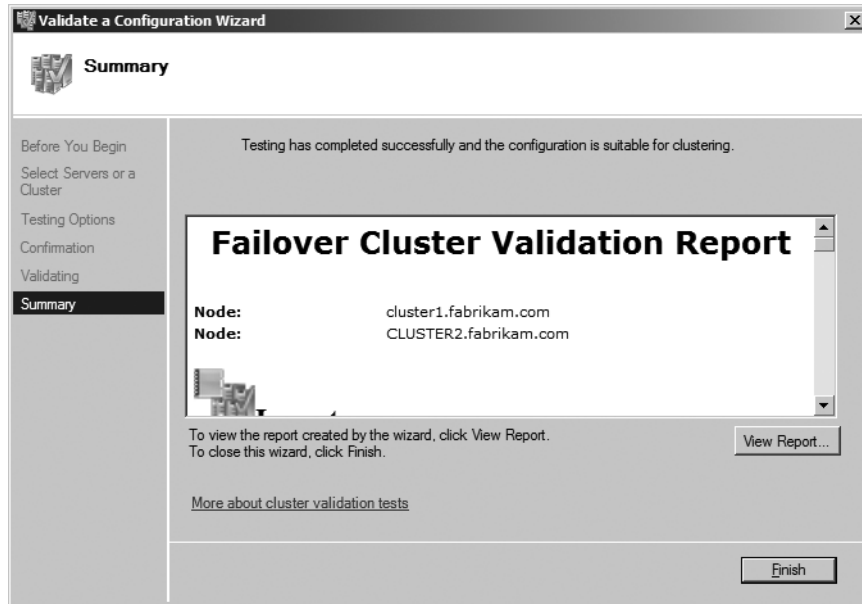 Validate a Configuration Wizard
Summary
Before You Begin
Select Servers or a
Cluster
Testing Options
Confirmation
Validating
Summary
Testing has completed successfully and the configuration is suitable for clustering.
Failover Cluster Validation Report
Node: cluster1.fabrikam.com
Node: CLUSTER2.fabrikam.com
To view the report created by the wizard, click View Report.
To close this wizard, click Finish.
View Report...
More about cluster validation tests
Finish